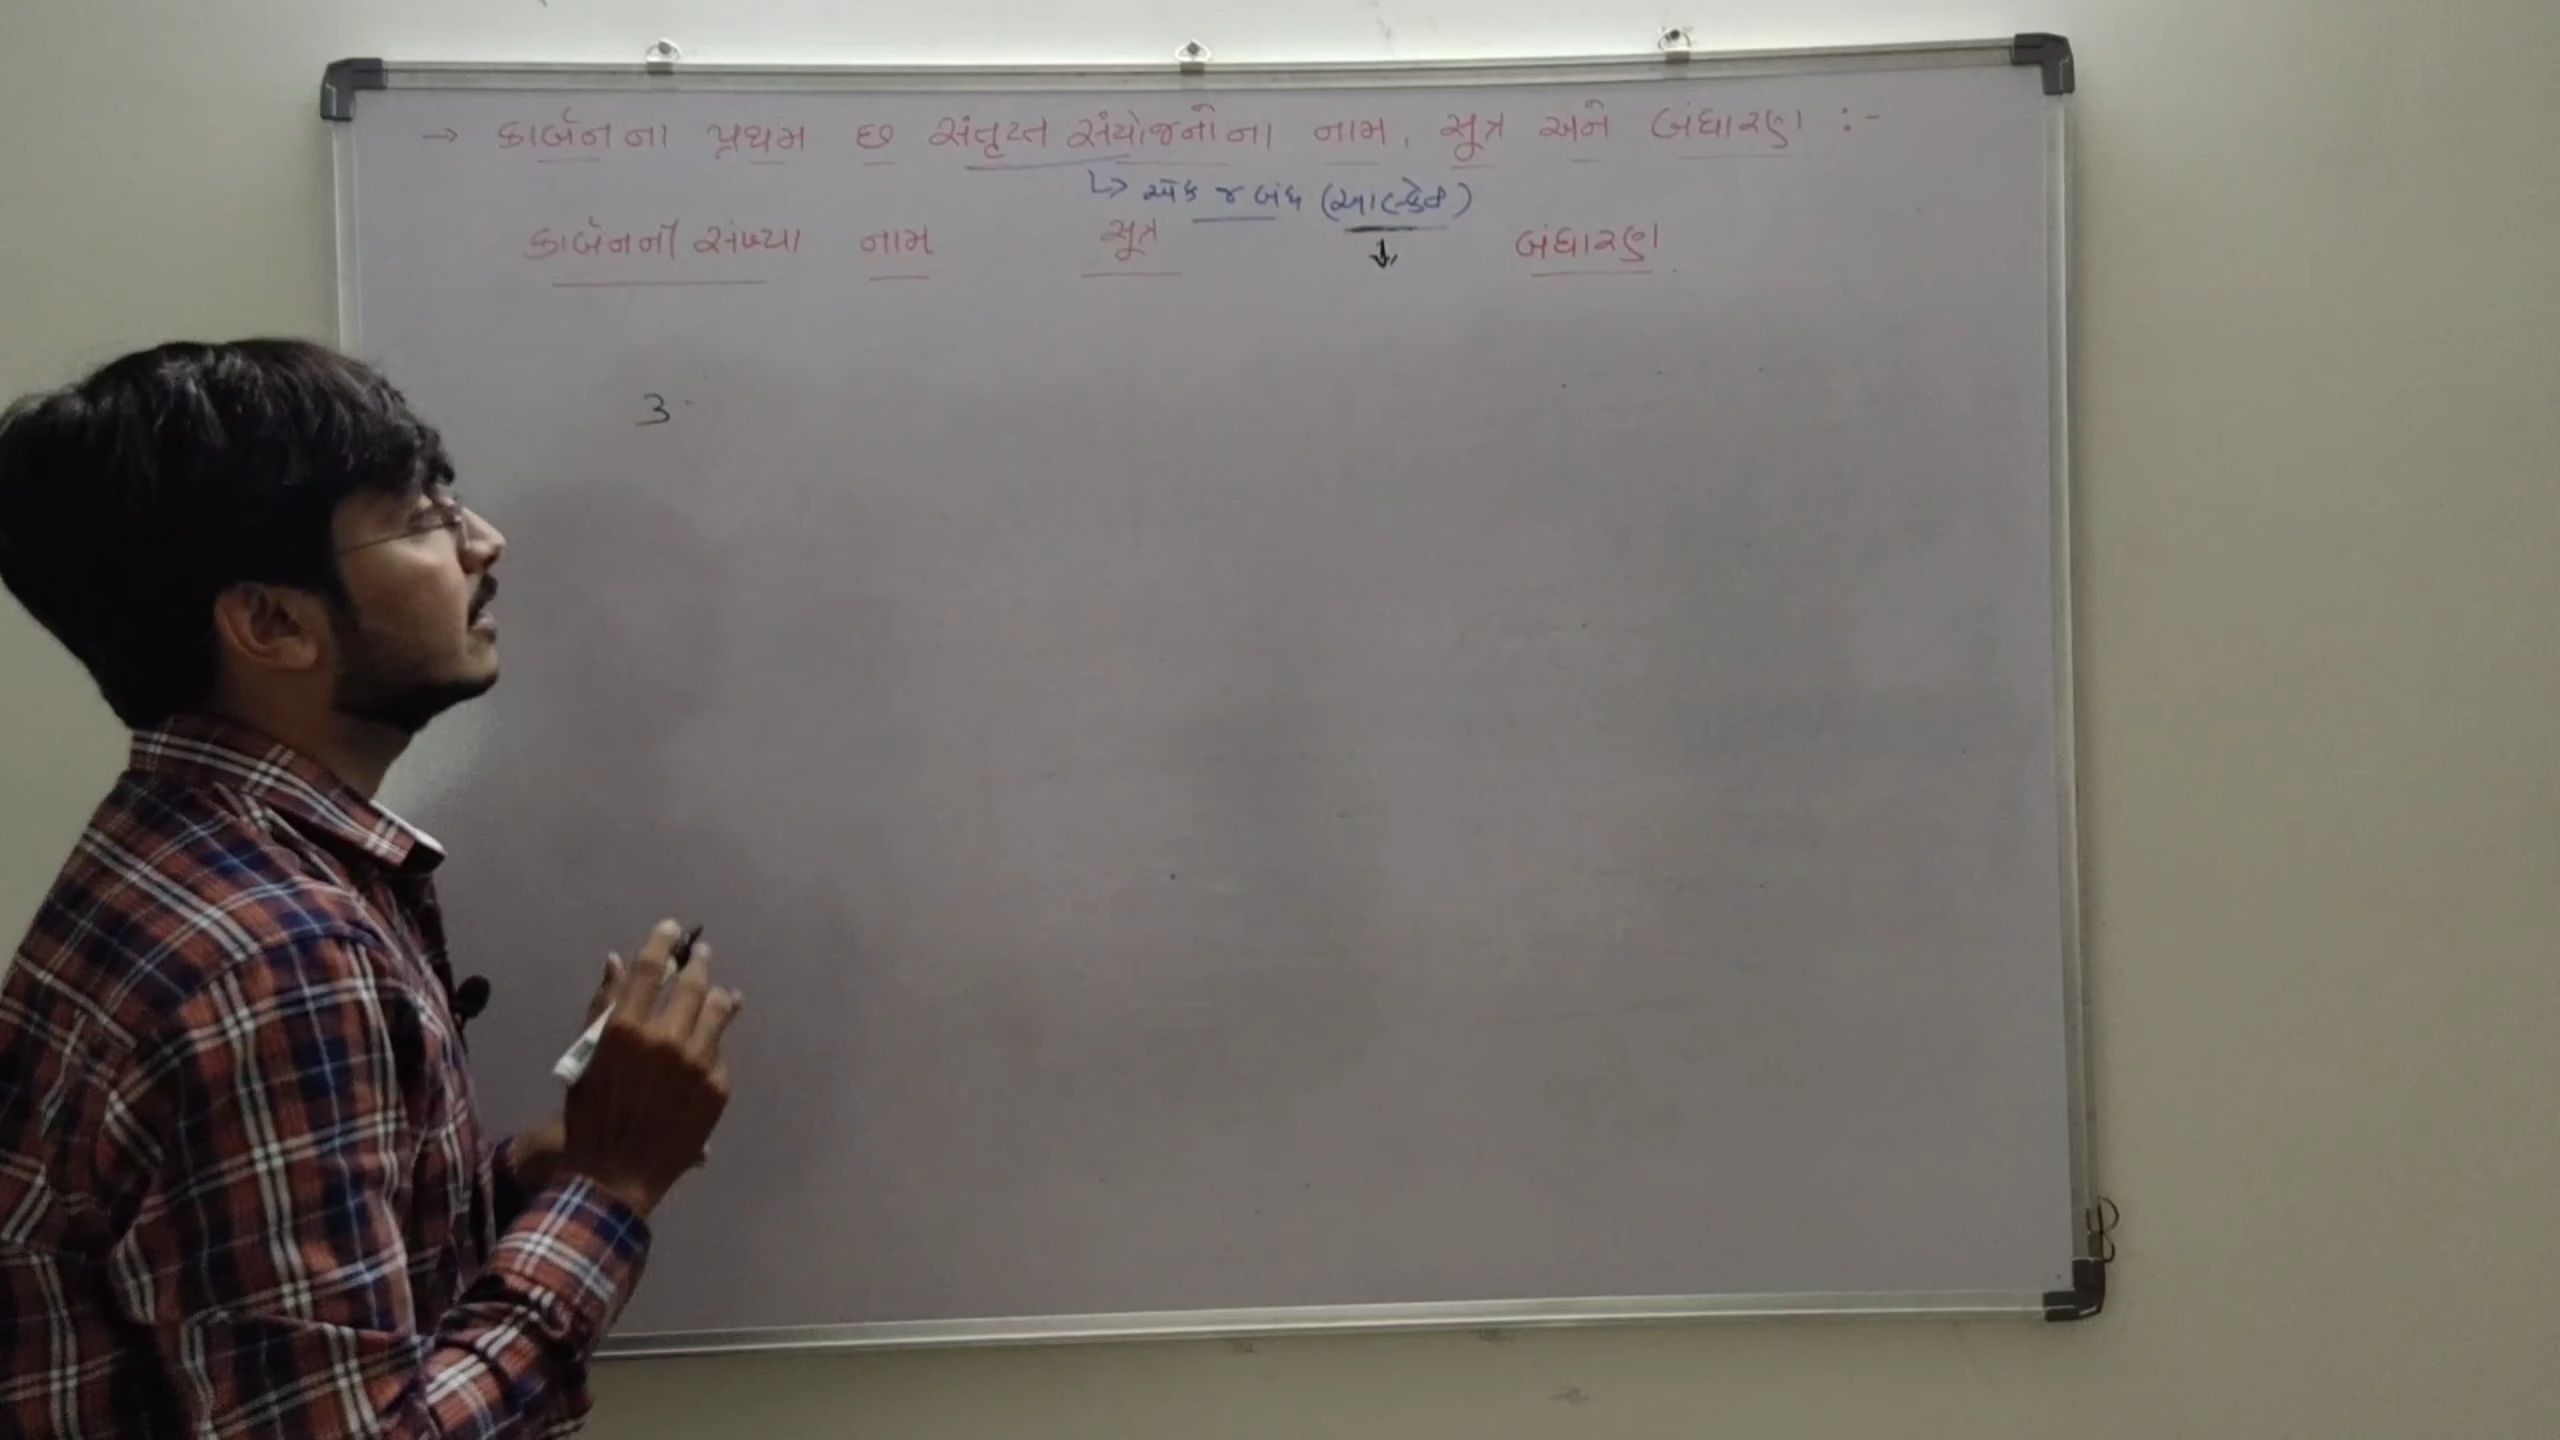 → કાર્બનના પ્રથમ છ સંતૃપ્ત સંયોજનોના નામ, સૂત્ર અને બંધારણ :-
↳ એક જ બંધ (આલ્કેન)
કાર્બનની સંખ્યા નામ સૂત્ર ↓ બંધારણ
3